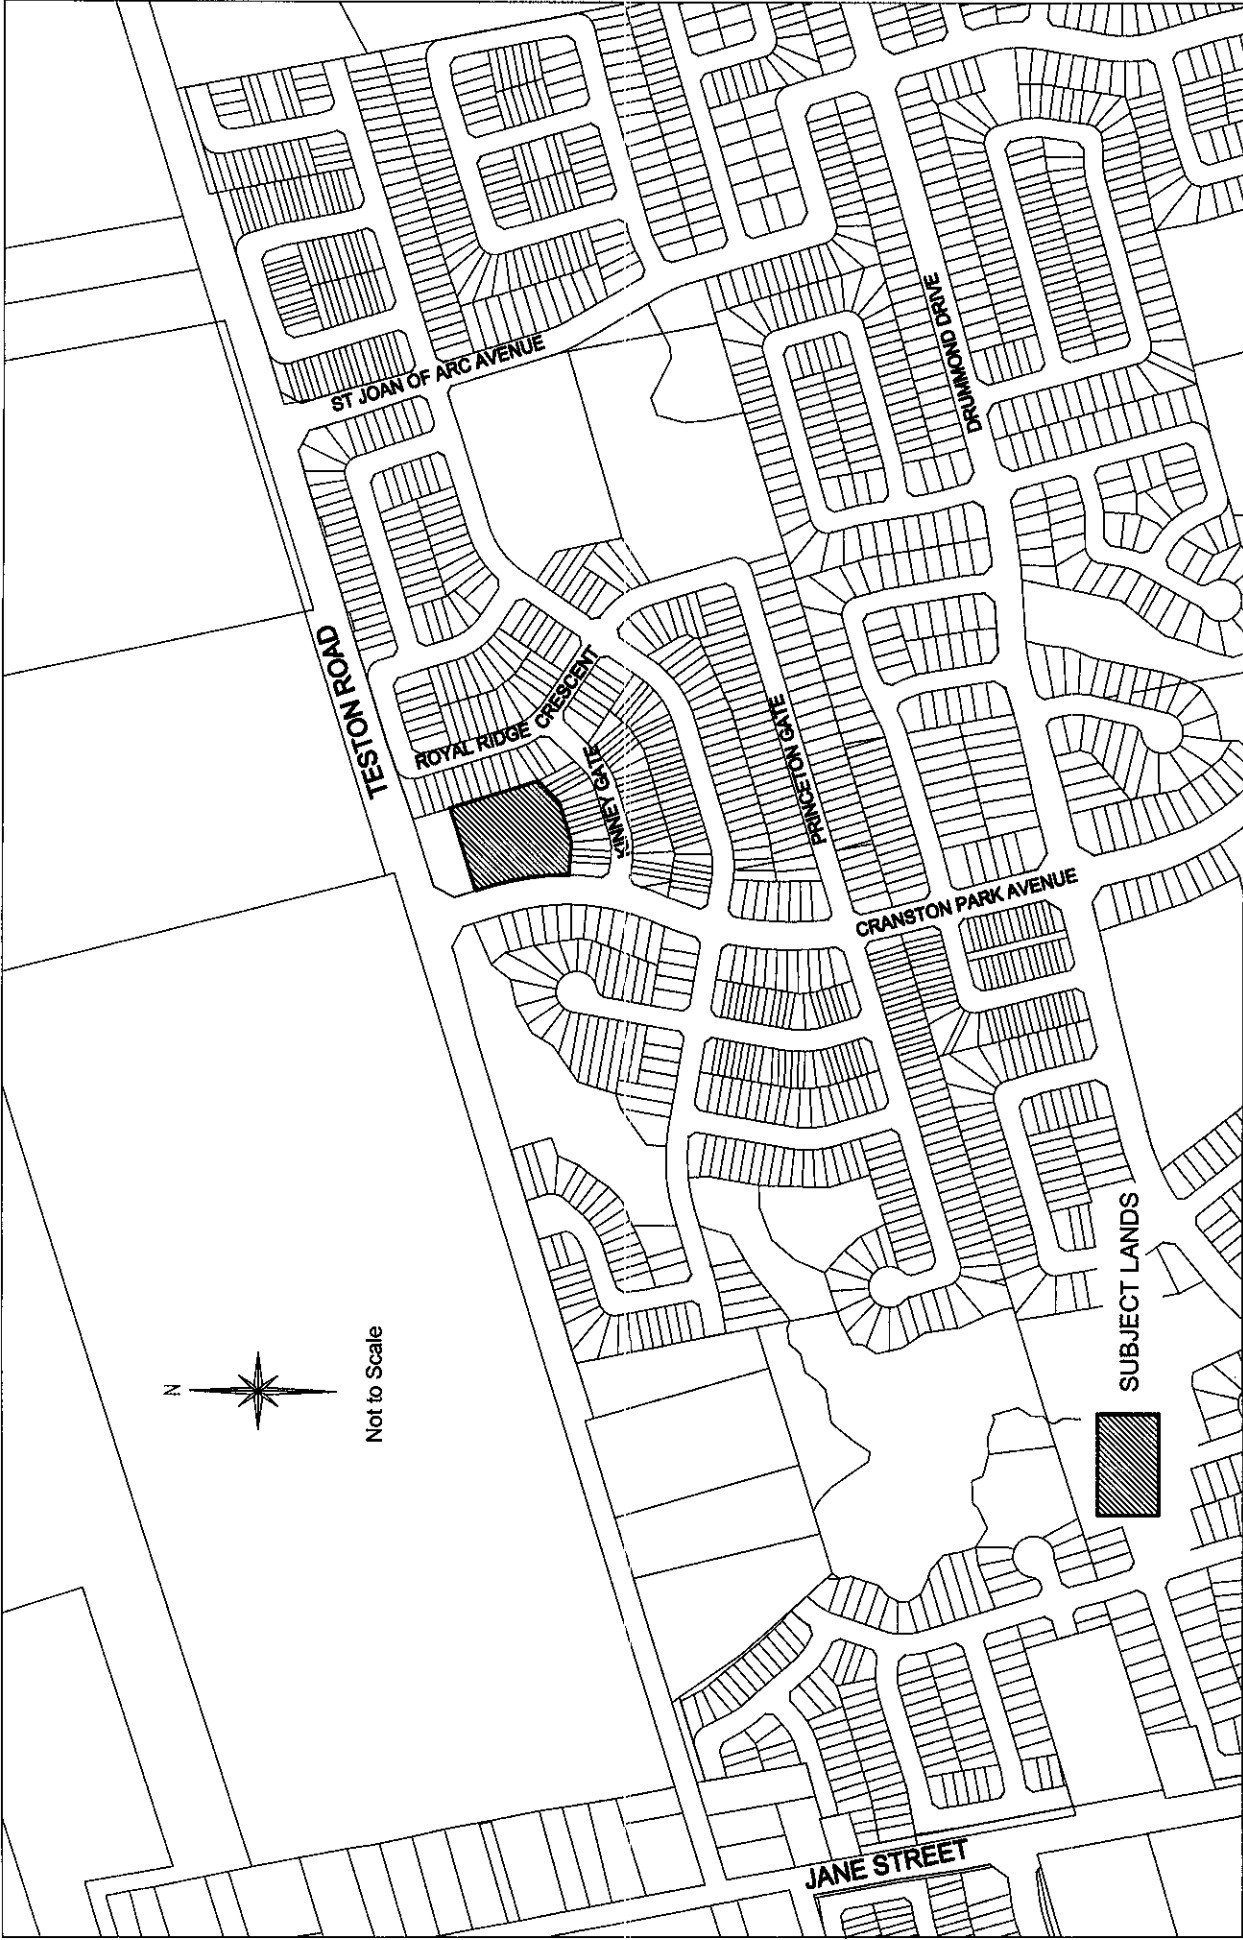 TESTON ROAD
ST JOAN OF ARC AVENUE
ROYAL RIDGE CRESCENT
KINNEY GATE
PRINCETON GATE
DRUMMOND DRIVE
CRANSTON PARK AVENUE
N
Not to Scale
JANE STREET
SUBJECT LANDS